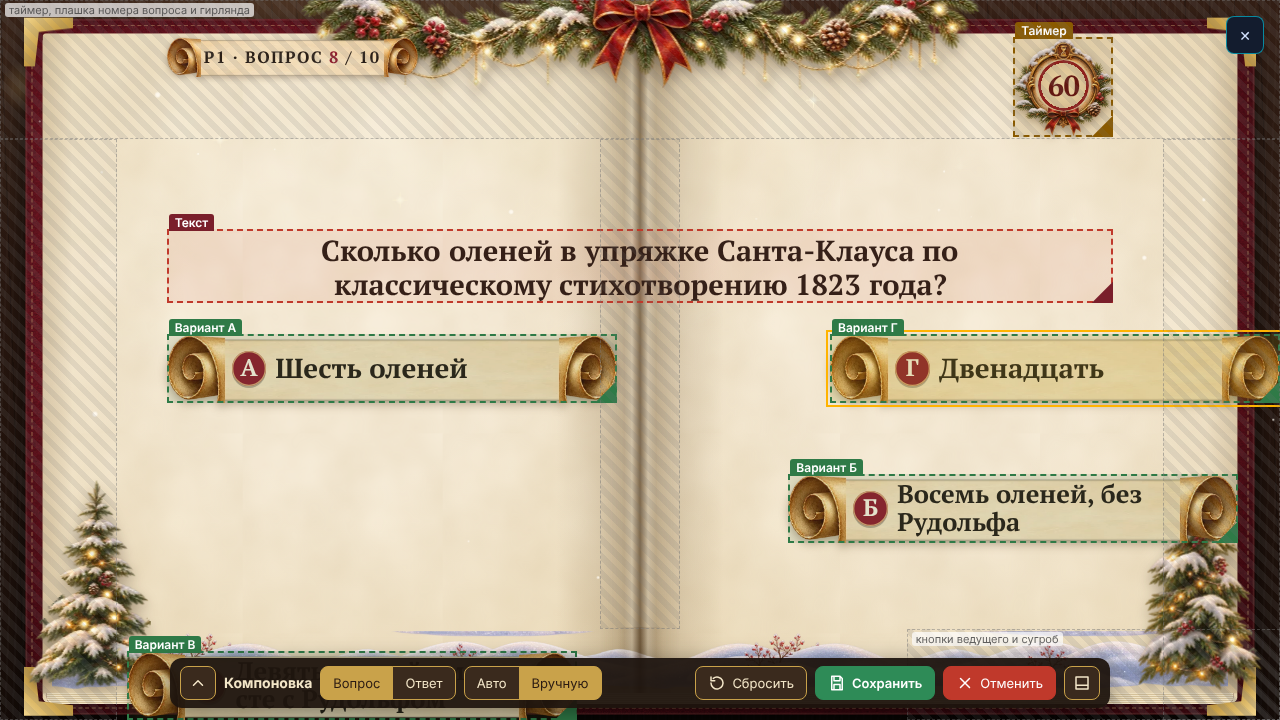 таймер, плашка номера вопроса и гирлянда
Р1 · ВОПРОС 8 / 10
Таймер
60
×
Текст
Сколько оленей в упряжке Санта-Клауса по
классическому стихотворению 1823 года?
Вариант А
А Шесть оленей
Вариант Г
Г Двенадцать
Вариант Б
Б Восемь оленей, без
Рудольфа
кнопки ведущего и сугроб
Вариант В
Компоновка
Вопрос
Ответ
Авто
Вручную
Сбросить
Сохранить
Отменить